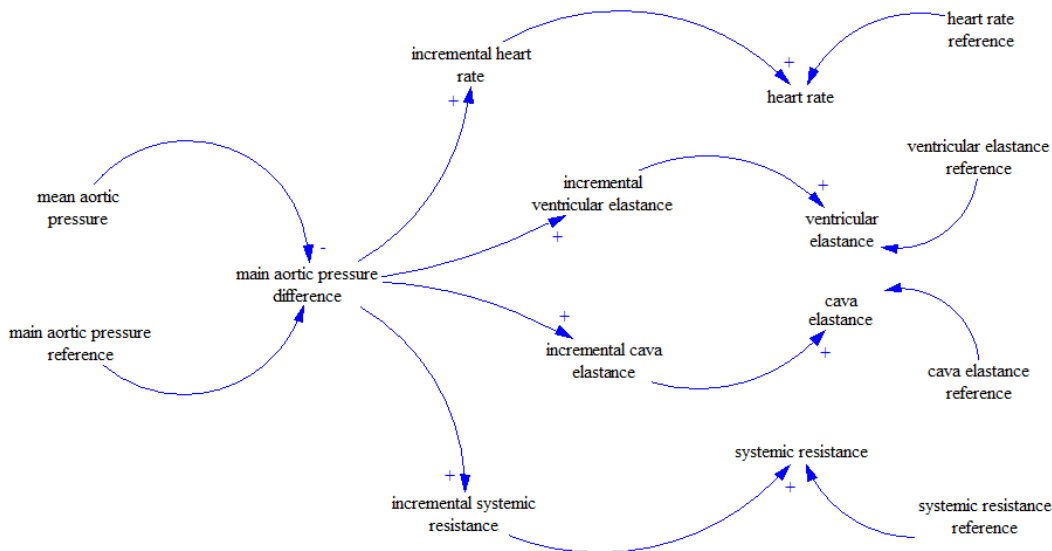 heart rate
reference
incremental heart
rate
+
+
heart rate
ventricular elastance
reference
mean aortic
pressure
incremental
ventricular elastance
+
+
ventricular
elastance
-
main aortic pressure
difference
cava
elastance
main aortic pressure
reference
+
incremental cava
elastance
+
cava elastance
reference
systemic resistance
+
+
incremental systemic
resistance
systemic resistance
reference